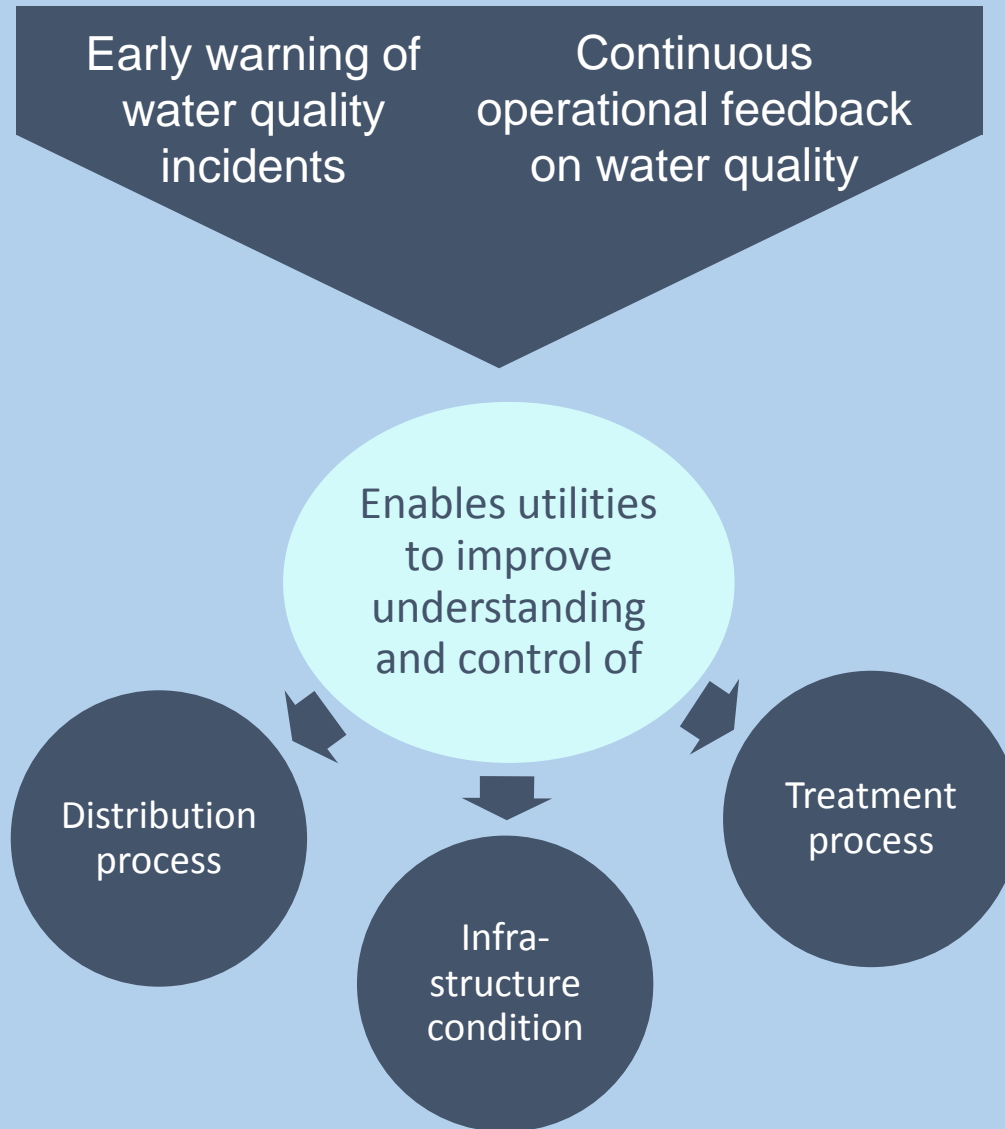 Early warning of
water quality
incidents
Continuous
operational feedback
on water quality
Enables utilities
to improve
understanding
and control of
Distribution
process
Infra-
structure
condition
Treatment
process